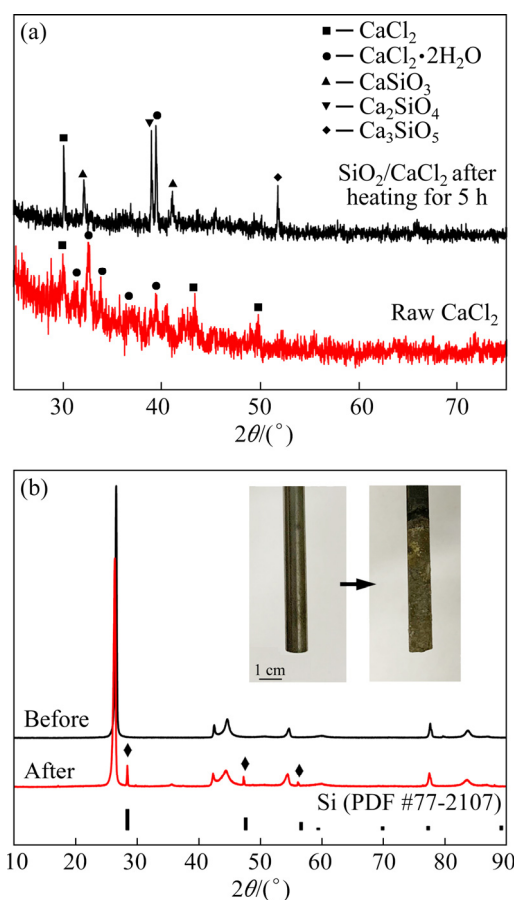 (a)
■ — CaCl₂
● — CaCl₂•2H₂O
▲ — CaSiO₃
▼ — Ca₂SiO₄
◆ — Ca₃SiO₅
SiO₂/CaCl₂ after
heating for 5 h
Raw CaCl₂
30 40 50 60 70
2θ/(°)
(b)
1 cm
Before
After
Si (PDF #77-2107)
10 20 30 40 50 60 70 80 90
2θ/(°)